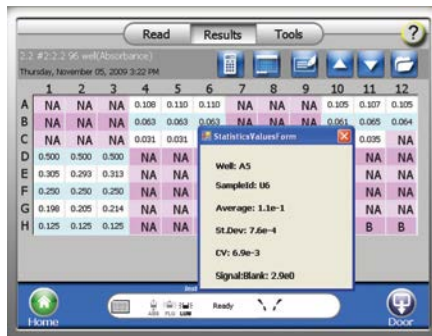 Read Results Tools ?
2.2 #2:2.2 96 well(Absorbance)
Thursday, November 05, 2009 3:22 PM
1 2 3 4 5 6 7 8 9 10 11 12
A NA NA NA 0.108 0.110 0.110 NA NA NA 0.105 0.107 0.105
B NA NA NA 0.063 0.063 0.063 NA NA NA 0.061 0.065 0.064
C NA NA NA 0.031 0.031 0.035 NA
D 0.500 0.500 0.500 NA NA NA NA
E 0.305 0.293 0.313 NA NA NA NA
F 0.250 0.250 0.250 NA NA NA NA
G 0.198 0.205 0.214 NA NA NA NA
H 0.125 0.125 0.125 NA NA B B
StatisticsValuesForm
Well: A5
SampleId: U6
Average: 1.1e-1
St.Dev: 7.6e-4
CV: 6.9e-3
Signal:Blank: 2.9e0
Inst
ABS FLG LUM Ready
Home
Door